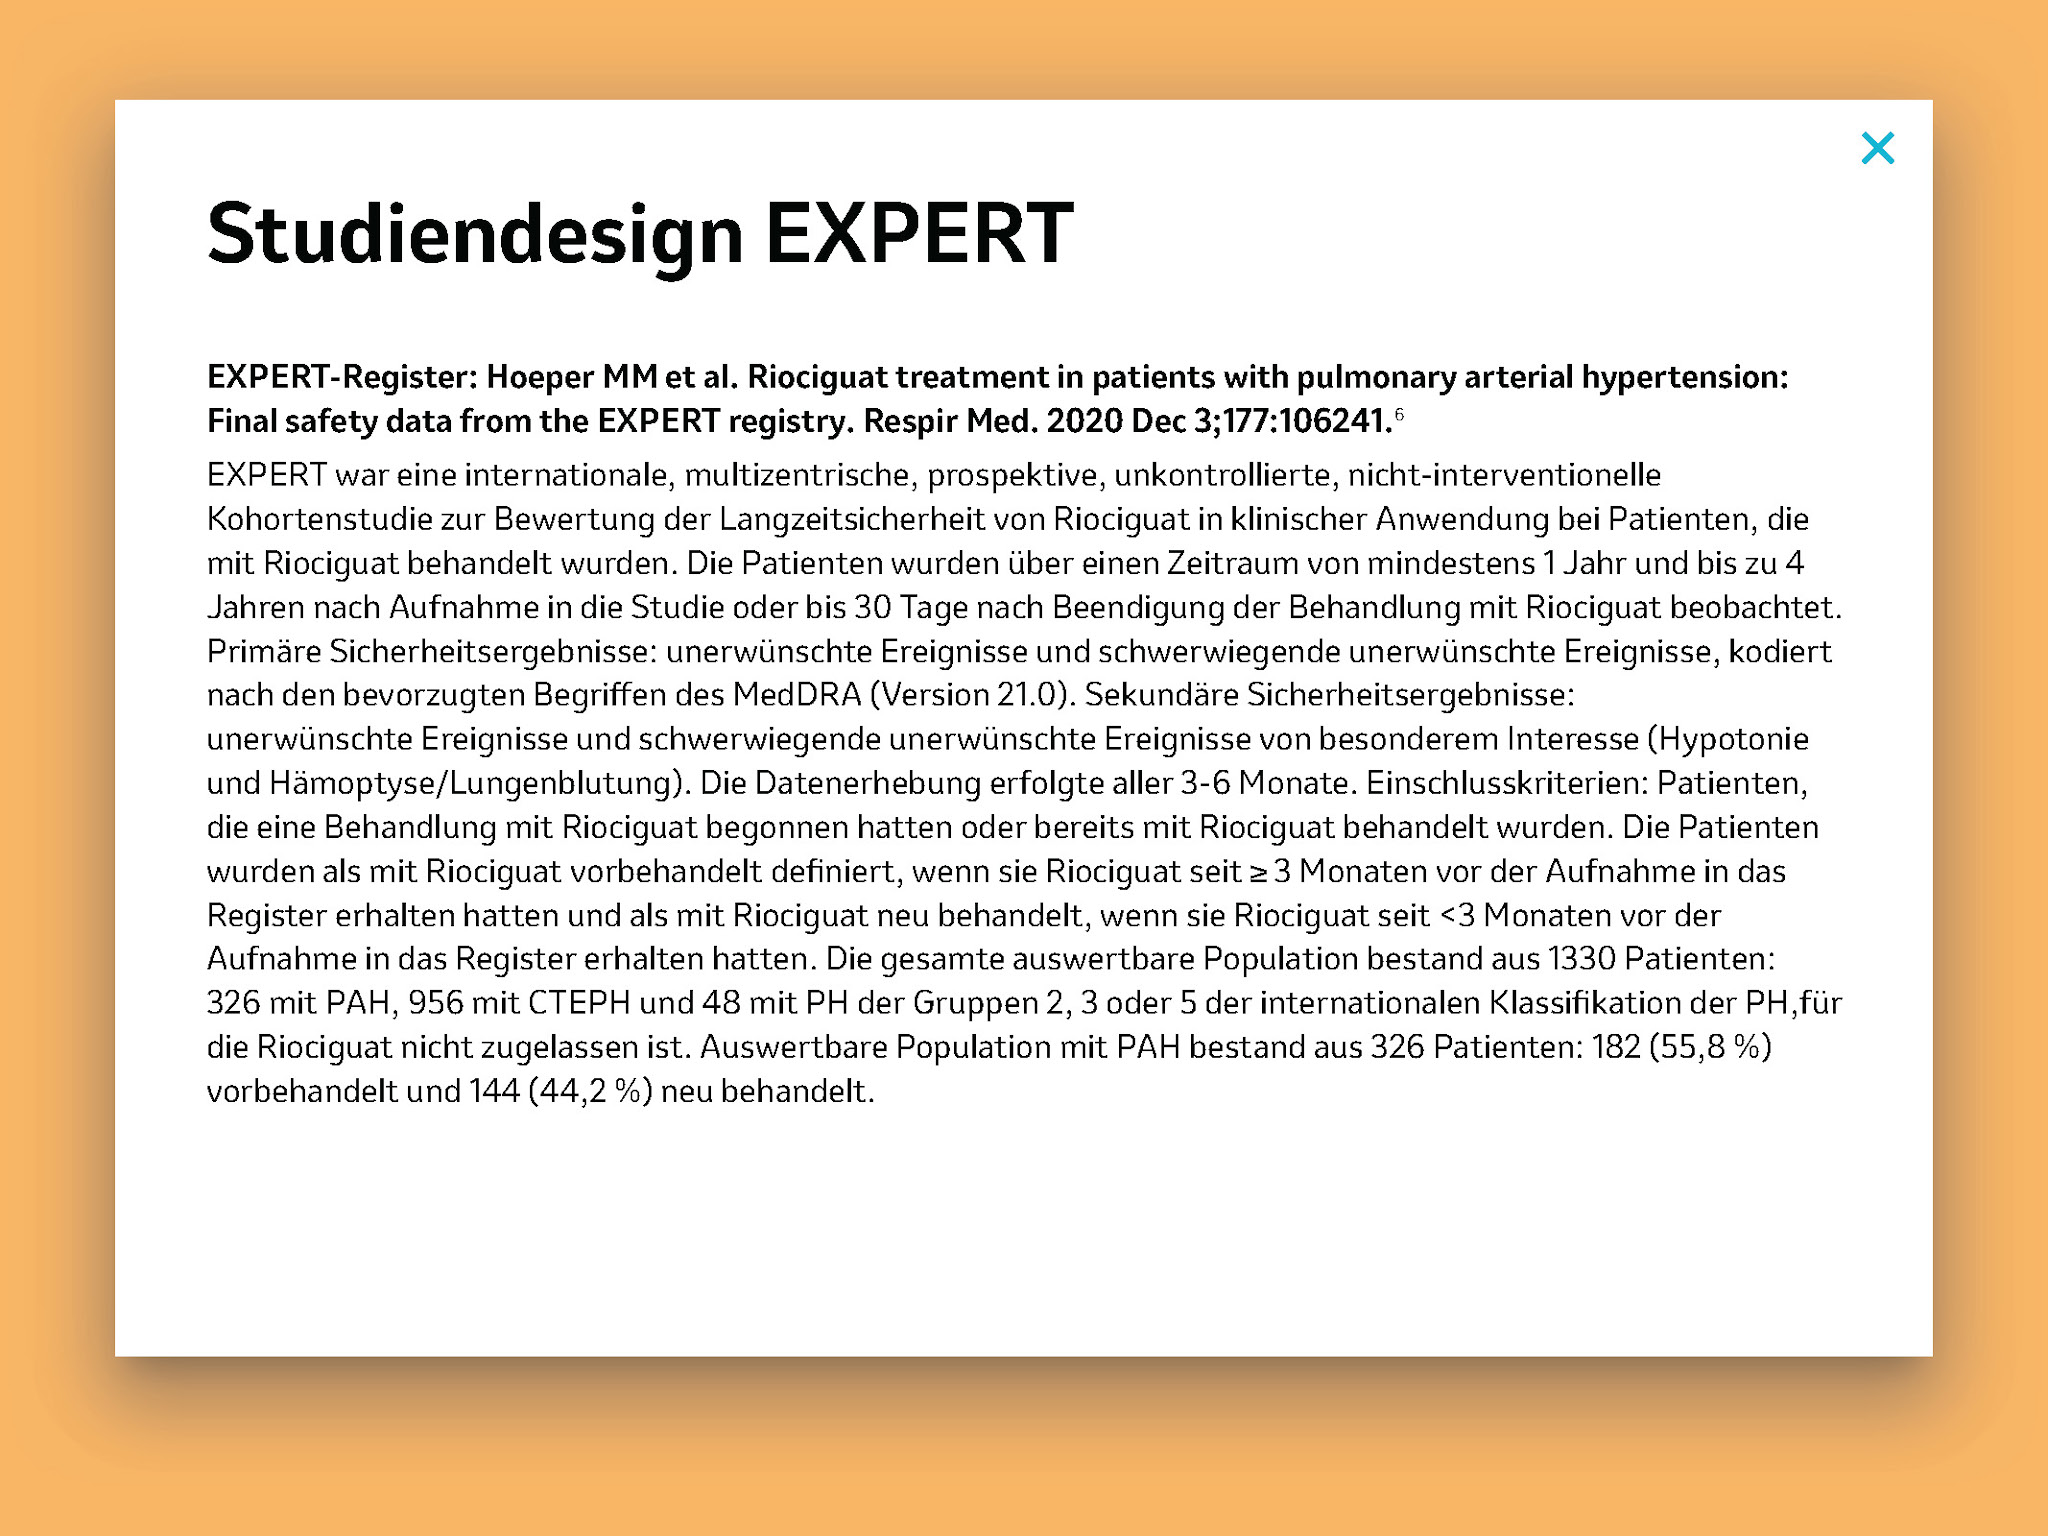 Studiendesign EXPERT
EXPERT-Register: Hoeper MM et al. Riociguat treatment in patients with pulmonary arterial hypertension:
Final safety data from the EXPERT registry. Respir Med. 2020 Dec 3;177:106241.⁶
EXPERT war eine internationale, multizentrische, prospektive, unkontrollierte, nicht-interventionelle
Kohortenstudie zur Bewertung der Langzeitsicherheit von Riociguat in klinischer Anwendung bei Patienten, die
mit Riociguat behandelt wurden. Die Patienten wurden über einen Zeitraum von mindestens 1 Jahr und bis zu 4
Jahren nach Aufnahme in die Studie oder bis 30 Tage nach Beendigung der Behandlung mit Riociguat beobachtet.
Primäre Sicherheitsergebnisse: unerwünschte Ereignisse und schwerwiegende unerwünschte Ereignisse, kodiert
nach den bevorzugten Begriffen des MedDRA (Version 21.0). Sekundäre Sicherheitsergebnisse:
unerwünschte Ereignisse und schwerwiegende unerwünschte Ereignisse von besonderem Interesse (Hypotonie
und Hämoptyse/Lungenblutung). Die Datenerhebung erfolgte aller 3-6 Monate. Einschlusskriterien: Patienten,
die eine Behandlung mit Riociguat begonnen hatten oder bereits mit Riociguat behandelt wurden. Die Patienten
wurden als mit Riociguat vorbehandelt definiert, wenn sie Riociguat seit ≥ 3 Monaten vor der Aufnahme in das
Register erhalten hatten und als mit Riociguat neu behandelt, wenn sie Riociguat seit <3 Monaten vor der
Aufnahme in das Register erhalten hatten. Die gesamte auswertbare Population bestand aus 1330 Patienten:
326 mit PAH, 956 mit CTEPH und 48 mit PH der Gruppen 2, 3 oder 5 der internationalen Klassifikation der PH,für
die Riociguat nicht zugelassen ist. Auswertbare Population mit PAH bestand aus 326 Patienten: 182 (55,8 %)
vorbehandelt und 144 (44,2 %) neu behandelt.